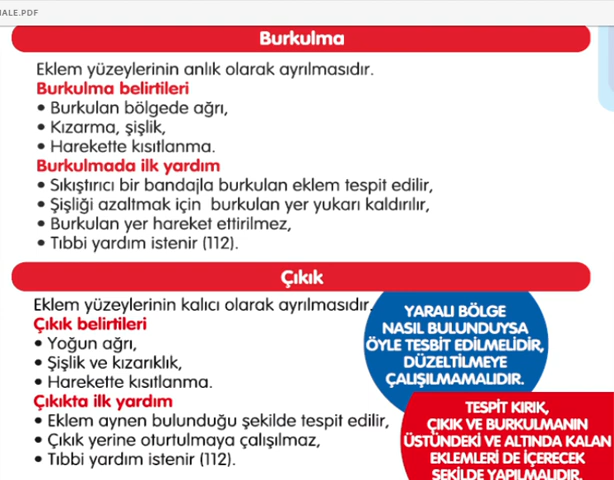 IALE.PDF
Burkulma
Eklem yüzeylerinin anlık olarak ayrılmasıdır.
Burkulma belirtileri
• Burkulan bölgede ağrı,
• Kızarma, şişlik,
• Harekette kısıtlanma.
Burkulmada ilk yardım
• Sıkıştırıcı bir bandajla burkulan eklem tespit edilir,
• Şişliği azaltmak için burkulan yer yukarı kaldırılır,
• Burkulan yer hareket ettirilmez,
• Tıbbi yardım istenir (112).
Çıkık
Eklem yüzeylerinin kalıcı olarak ayrılmasıdır.
Çıkık belirtileri
• Yoğun ağrı,
• Şişlik ve kızarıklık,
• Harekette kısıtlanma.
Çıkıkta ilk yardım
• Eklem aynen bulunduğu şekilde tespit edilir,
• Çıkık yerine oturtulmaya çalışılmaz,
• Tıbbi yardım istenir (112).
YARALI BÖLGE
NASIL BULUNDUYSA
ÖYLE TESBİT EDİLMELİDİR,
DÜZELTİLMEYE
ÇALIŞILMAMALIDIR.
TESPİT KIRIK,
ÇIKIK VE BURKULMANIN
ÜSTÜNDEKİ VE ALTINDA KALAN
EKLEMLERİ DE İÇERECEK
ŞEKİLDE YAPILMALIDIR.